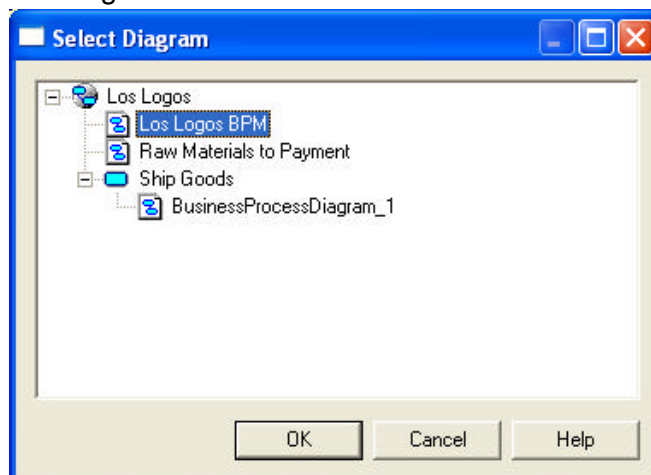 Select Diagram
Los Logos
Los Logos BPM
Raw Materials to Payment
Ship Goods
BusinessProcessDiagram_1
OK Cancel Help